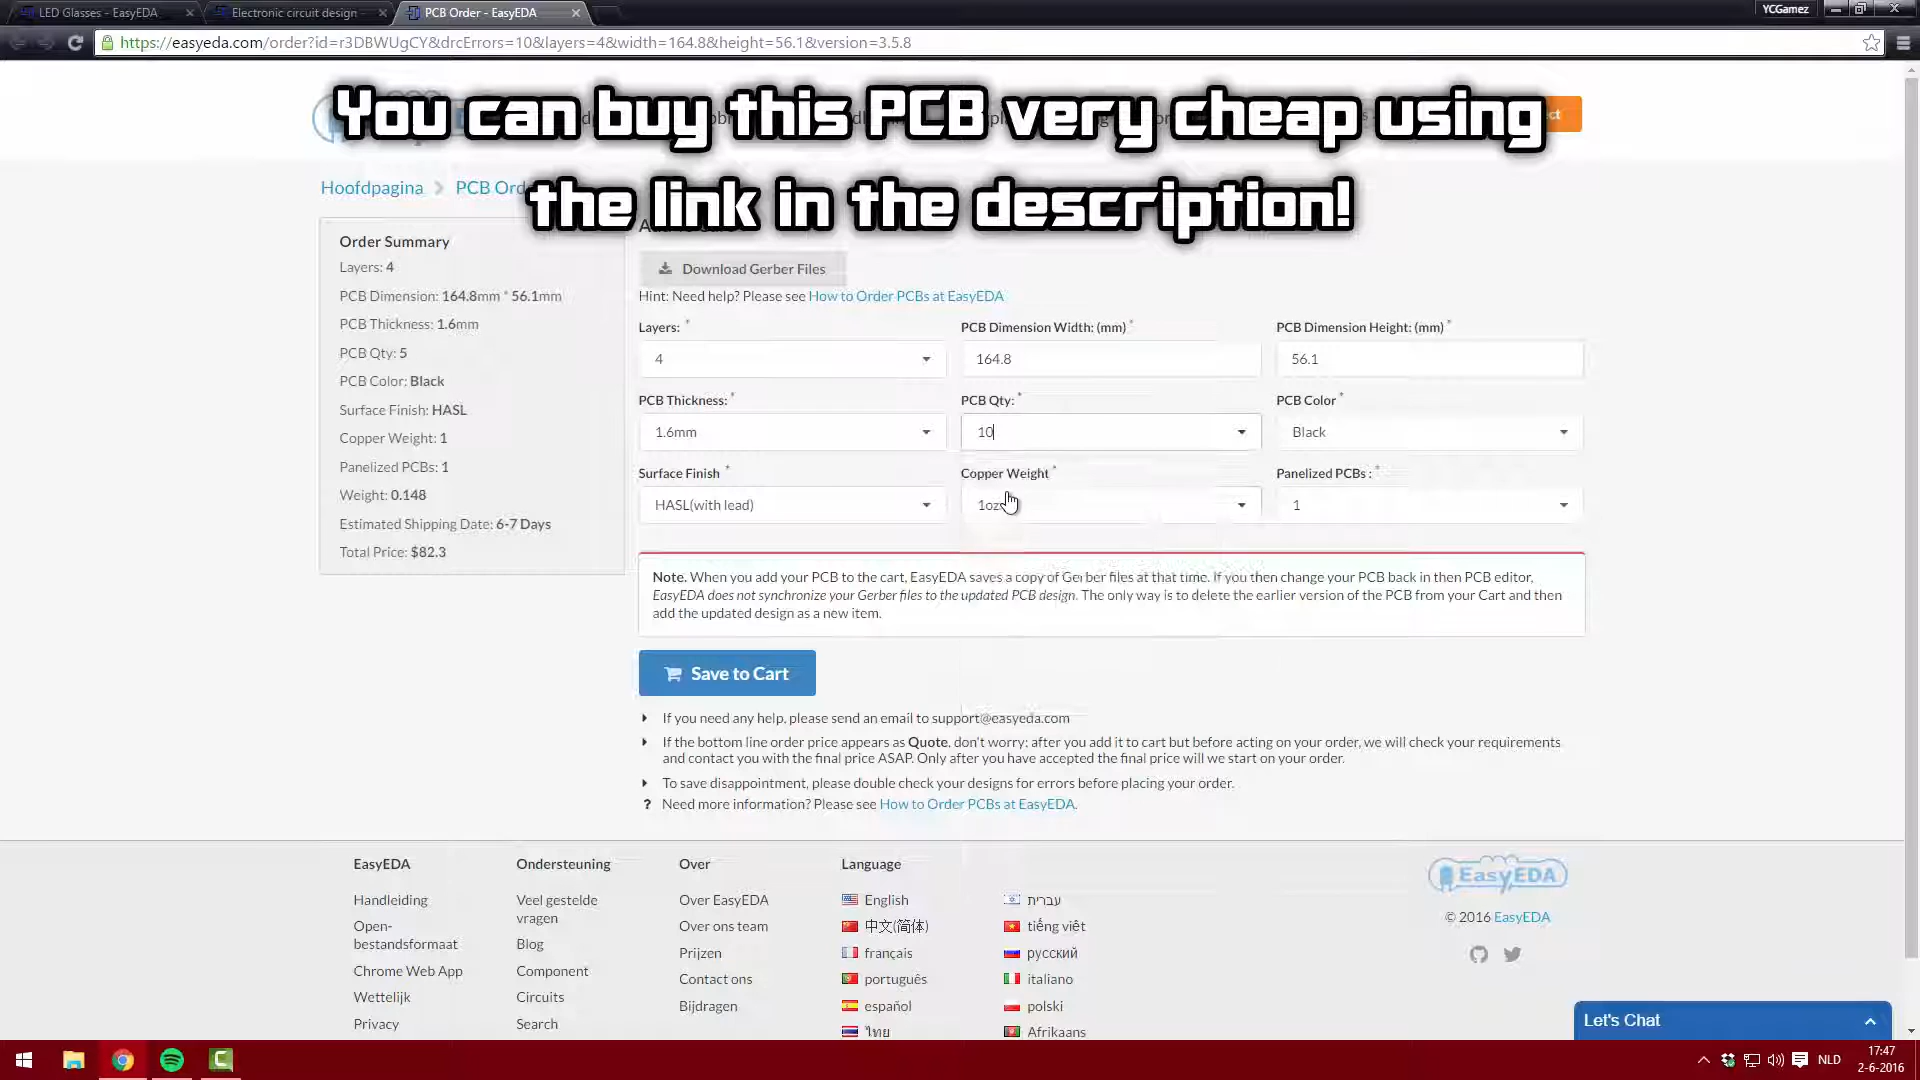 LED Glasses - EasyEDA
Electronic circuit design -
PCB Order - EasyEDA
YCGamez
https://easyeda.com/order?id=r3DBWUgCY&drcErrors=10&layers=4&width=164.8&height=56.1&version=3.5.8
You can buy this PCB very cheap using
the link in the description!
Hoofdpagina
PCB Ord
Order Summary
Layers: 4
PCB Dimension: 164.8mm * 56.1mm
PCB Thickness: 1.6mm
PCB Qty: 5
PCB Color: Black
Surface Finish: HASL
Copper Weight: 1
Panelized PCBs: 1
Weight: 0.148
Estimated Shipping Date: 6-7 Days
Total Price: $82.3
Download Gerber Files
Hint: Need help? Please see How to Order PCBs at EasyEDA
Layers: * PCB Dimension Width: (mm) * PCB Dimension Height: (mm) *
4 164.8 56.1
PCB Thickness: * PCB Qty: * PCB Color *
1.6mm 10 Black
Surface Finish * Copper Weight * Panelized PCBs : *
HASL(with lead) 1oz 1
Note. When you add your PCB to the cart, EasyEDA saves a copy of Gerber files at that time. If you then change your PCB back in then PCB editor,
EasyEDA does not synchronize your Gerber files to the updated PCB design. The only way is to delete the earlier version of the PCB from your Cart and then
add the updated design as a new item.
Save to Cart
If you need any help, please send an email to support@easyeda.com
If the bottom line order price appears as Quote, don't worry: after you add it to cart but before acting on your order, we will check your requirements
and contact you with the final price ASAP. Only after you have accepted the final price will we start on your order.
To save disappointment, please double check your designs for errors before placing your order.
? Need more information? Please see How to Order PCBs at EasyEDA.
EasyEDA
Handleiding
Open-
bestandsformaat
Chrome Web App
Wettelijk
Privacy
Ondersteuning
Veel gestelde
vragen
Blog
Component
Circuits
Search
Over
Over EasyEDA
Over ons team
Prijzen
Contact ons
Bijdragen
Language
English
中文(简体)
français
português
español
ไทย
עברית
tiếng việt
русский
italiano
polski
Afrikaans
EasyEDA
© 2016 EasyEDA
Let's Chat
NLD
17:47
2-6-2016